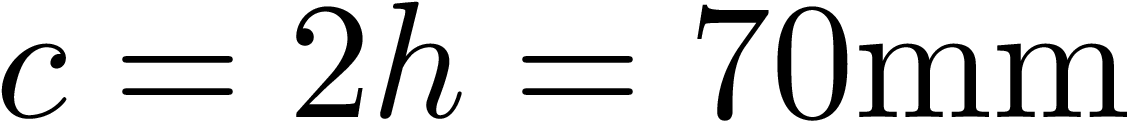 c = 2h = 70mm